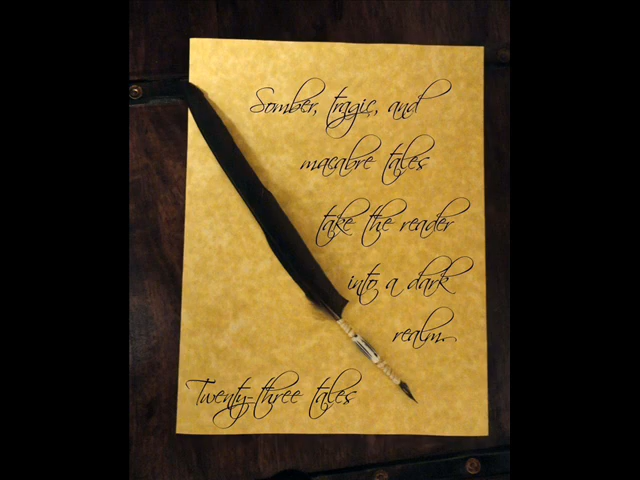 Somber, tragic, and
macabre tales
take the reader
into a dark
realm.
Twenty-three tales